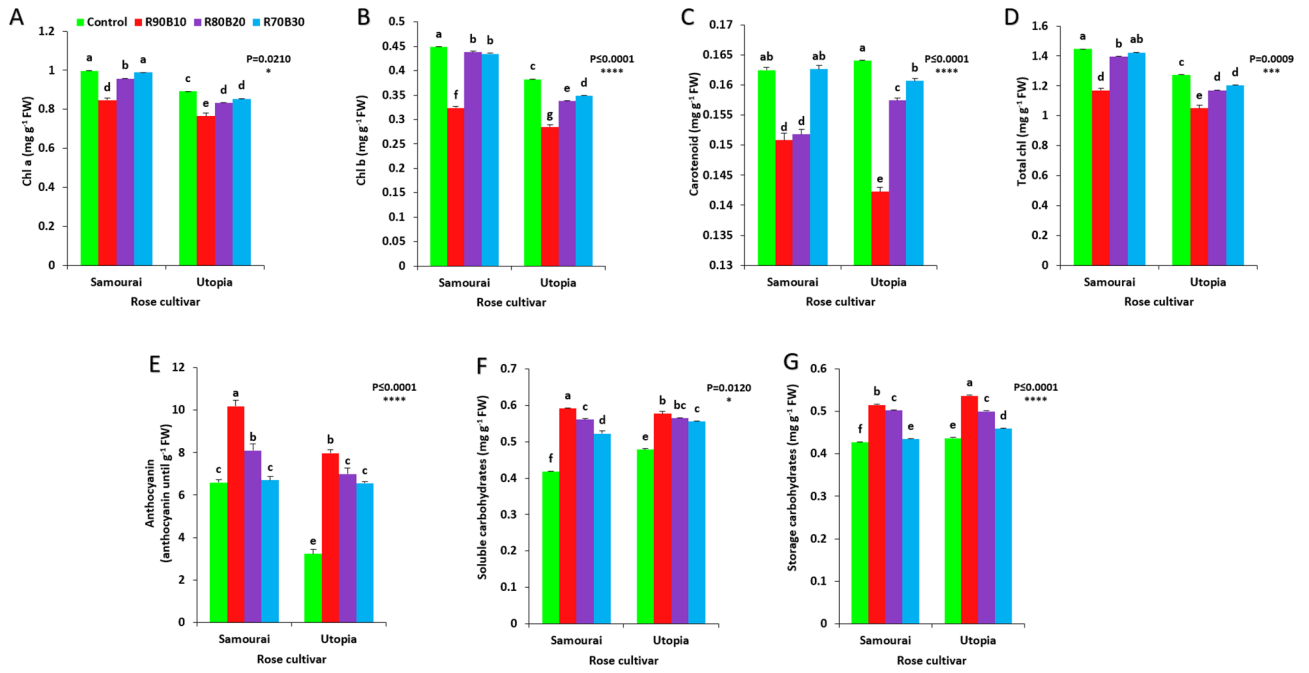 A
Control R90B10 R80B20 R70B30
Chl a (mg g⁻¹ FW)
1.2
1
0.8
0.6
0.4
0.2
0
a
d
b
a
c
e
d
d
P=0.0210
*
Samourai Utopia
Rose cultivar
B
Chl b (mg g⁻¹ FW)
0.5
0.45
0.4
0.35
0.3
0.25
0.2
0.15
0.1
0.05
0
a
f
b
b
c
g
e
d
P≤0.0001
****
Samourai Utopia
Rose cultivar
C
Carotenoid (mg g⁻¹ FW)
0.17
0.165
0.16
0.155
0.15
0.145
0.14
0.135
0.13
ab
d
d
ab
a
e
c
b
P≤0.0001
****
Samourai Utopia
Rose cultivar
D
Total chl (mg g⁻¹ FW)
1.6
1.4
1.2
1
0.8
0.6
0.4
0.2
0
a
d
b
ab
c
e
d
d
P=0.0009
***
Samourai Utopia
Rose cultivar
E
Anthocyanin
(anthocyanin until g⁻¹ FW)
12
10
8
6
4
2
0
c
a
b
c
e
b
c
c
P≤0.0001
****
Samourai Utopia
Rose cultivar
F
Soluble carbohydrates (mg g⁻¹ FW)
0.7
0.6
0.5
0.4
0.3
0.2
0.1
0
f
a
c
d
e
b
bc
c
P=0.0120
*
Samourai Utopia
Rose cultivar
G
Storage carbohydrates (mg g⁻¹ FW)
0.6
0.5
0.4
0.3
0.2
0.1
0
f
b
c
e
e
a
c
d
P≤0.0001
****
Samourai Utopia
Rose cultivar